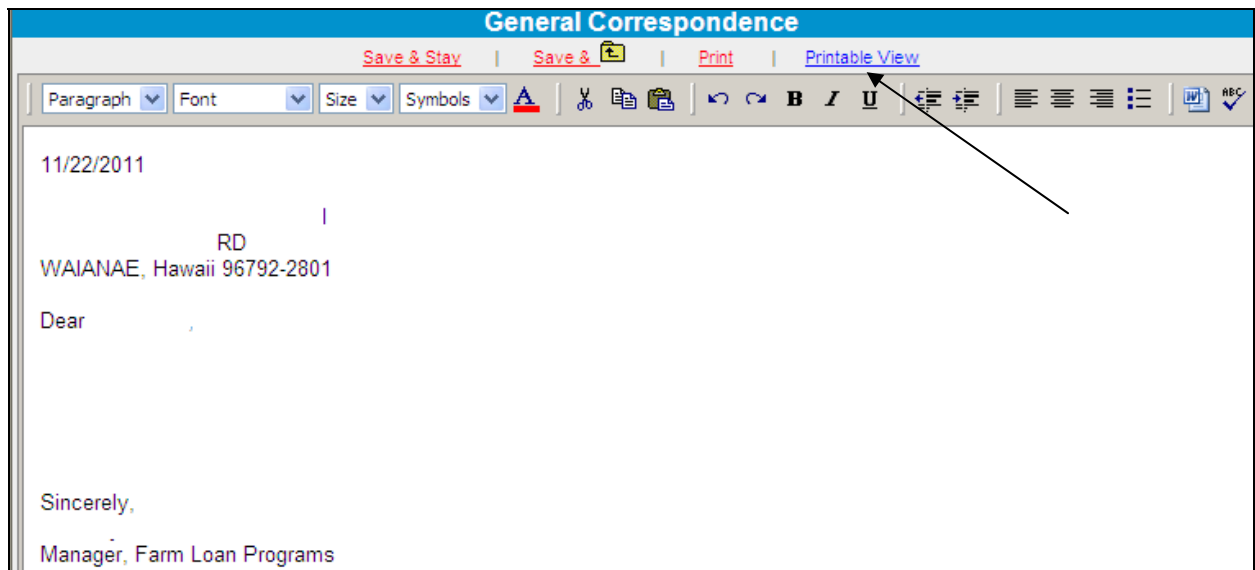 General Correspondence
Save & Stay | Save & | Print | Printable View
Paragraph Font Size Symbols A B I U W ABC
11/22/2011
RD
WAIANAE, Hawaii 96792-2801
Dear ,
Sincerely,
Manager, Farm Loan Programs